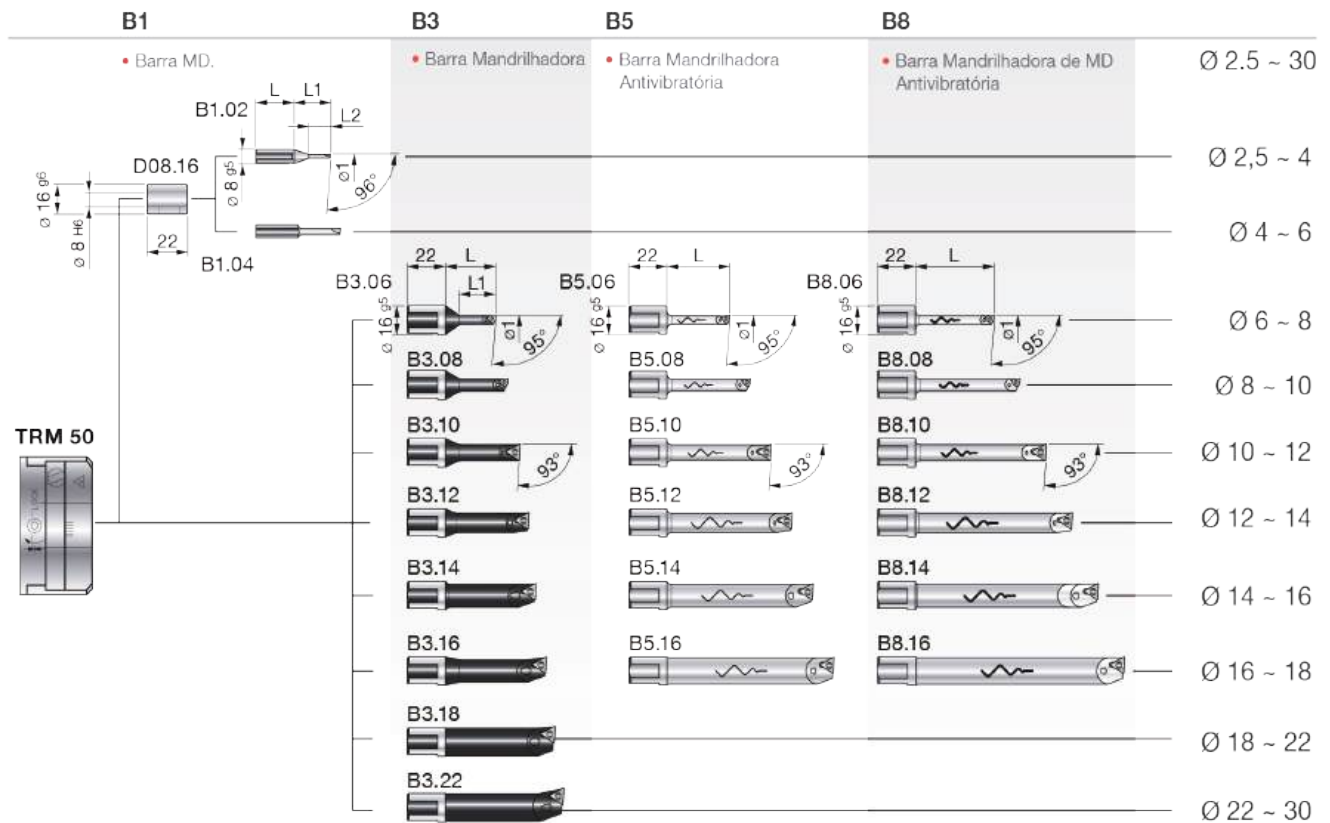 B1 B3 B5 B8
• Barra MD.
• Barra Mandrilhadora
• Barra Mandrilhadora
Antivibratória
• Barra Mandrilhadora de MD
Antivibratória
Ø 2.5 ~ 30
B1.02
L L1
L2
Ø 8 g5
Ø1
96°
Ø 2,5 ~ 4
D08.16
Ø 16 g6
Ø 8 H6
22
B1.04
Ø 4 ~ 6
B3.06
22 L
L1
Ø 16 g5
Ø1
95°
B5.06
22 L
Ø 16 g5
Ø1
95°
B8.06
22 L
Ø 16 g5
Ø1
95°
Ø 6 ~ 8
B3.08 B5.08 B8.08
Ø 8 ~ 10
TRM 50
LOCK
B3.10 B5.10 B8.10
93° 93° 93°
Ø 10 ~ 12
B3.12 B5.12 B8.12
Ø 12 ~ 14
B3.14 B5.14 B8.14
Ø 14 ~ 16
B3.16 B5.16 B8.16
Ø 16 ~ 18
B3.18
Ø 18 ~ 22
B3.22
Ø 22 ~ 30